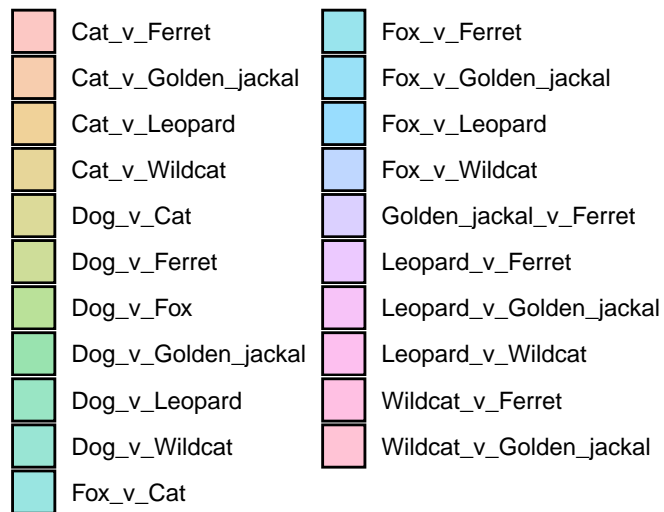 Cat_v_Ferret
Cat_v_Golden_jackal
Cat_v_Leopard
Cat_v_Wildcat
Dog_v_Cat
Dog_v_Ferret
Dog_v_Fox
Dog_v_Golden_jackal
Dog_v_Leopard
Dog_v_Wildcat
Fox_v_Cat
Fox_v_Ferret
Fox_v_Golden_jackal
Fox_v_Leopard
Fox_v_Wildcat
Golden_jackal_v_Ferret
Leopard_v_Ferret
Leopard_v_Golden_jackal
Leopard_v_Wildcat
Wildcat_v_Ferret
Wildcat_v_Golden_jackal